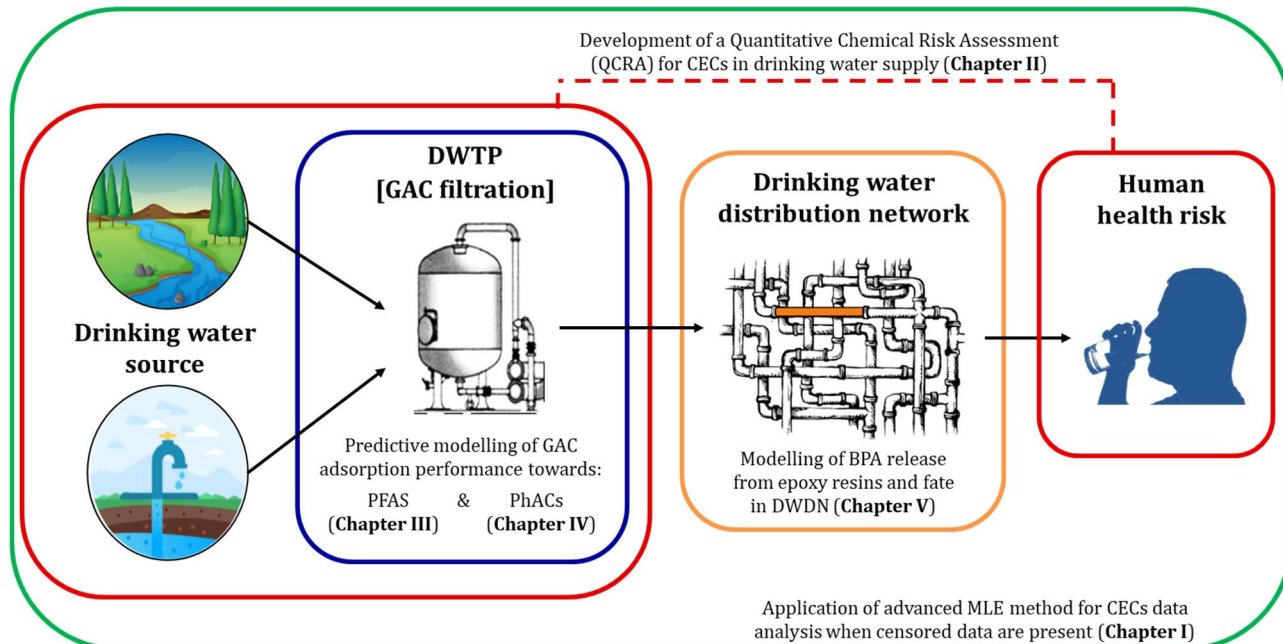 Development of a Quantitative Chemical Risk Assessment
(QCRA) for CECs in drinking water supply (Chapter II)
DWTP
[GAC filtration]
Drinking water
source
Predictive modelling of GAC
adsorption performance towards:
PFAS & PhACs
(Chapter III) (Chapter IV)
Drinking water
distribution network
Modelling of BPA release
from epoxy resins and fate
in DWDN (Chapter V)
Human
health risk
Application of advanced MLE method for CECs data
analysis when censored data are present (Chapter I)